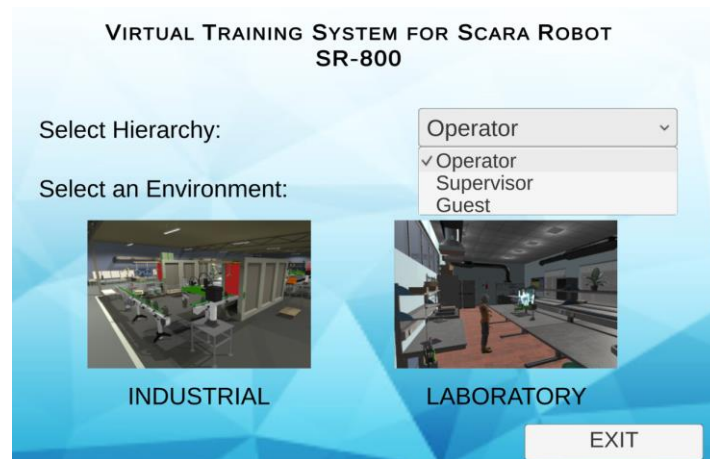 VIRTUAL TRAINING SYSTEM FOR SCARA ROBOT
SR-800
Select Hierarchy:
Operator
Operator
Supervisor
Guest
Select an Environment:
INDUSTRIAL
LABORATORY
EXIT